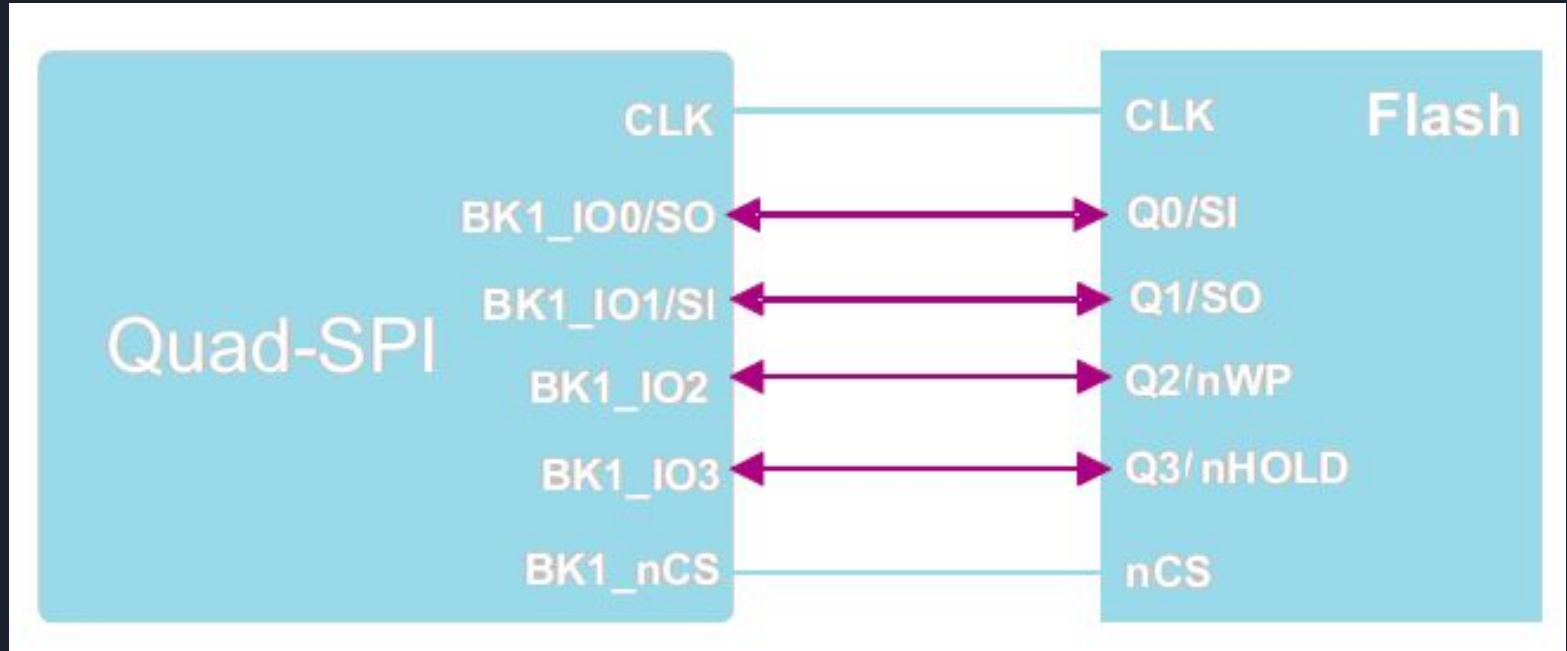 Quad-SPI
CLK
BK1_IO0/SO
BK1_IO1/SI
BK1_IO2
BK1_IO3
BK1_nCS
Flash
CLK
Q0/SI
Q1/SO
Q2/nWP
Q3/nHOLD
nCS